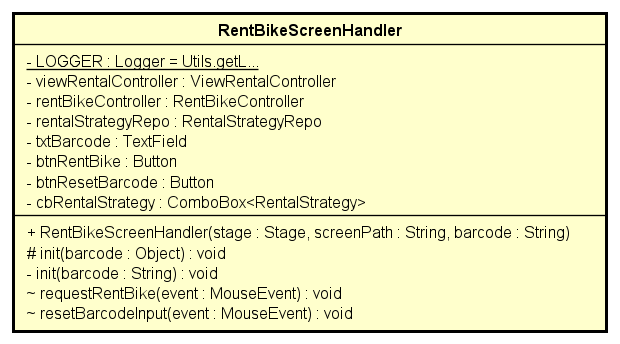 RentBikeScreenHandler
- LOGGER : Logger = Utils.getL...
- viewRentalController : ViewRentalController
- rentBikeController : RentBikeController
- rentalStrategyRepo : RentalStrategyRepo
- txtBarcode : TextField
- btnRentBike : Button
- btnResetBarcode : Button
- cbRentalStrategy : ComboBox<RentalStrategy>
+ RentBikeScreenHandler(stage : Stage, screenPath : String, barcode : String)
# init(barcode : Object) : void
- init(barcode : String) : void
~ requestRentBike(event : MouseEvent) : void
~ resetBarcodeInput(event : MouseEvent) : void